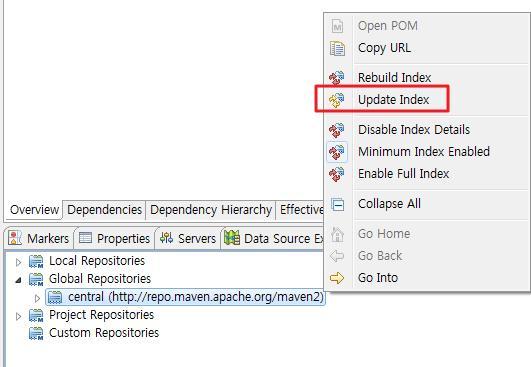 Open POM
Copy URL
Rebuild Index
Update Index
Disable Index Details
Minimum Index Enabled
Enable Full Index
Collapse All
Go Home
Go Back
Go Into
Overview Dependencies Dependency Hierarchy Effective
Markers Properties Servers Data Source Ex
Local Repositories
Global Repositories
central (http://repo.maven.apache.org/maven2)
Project Repositories
Custom Repositories